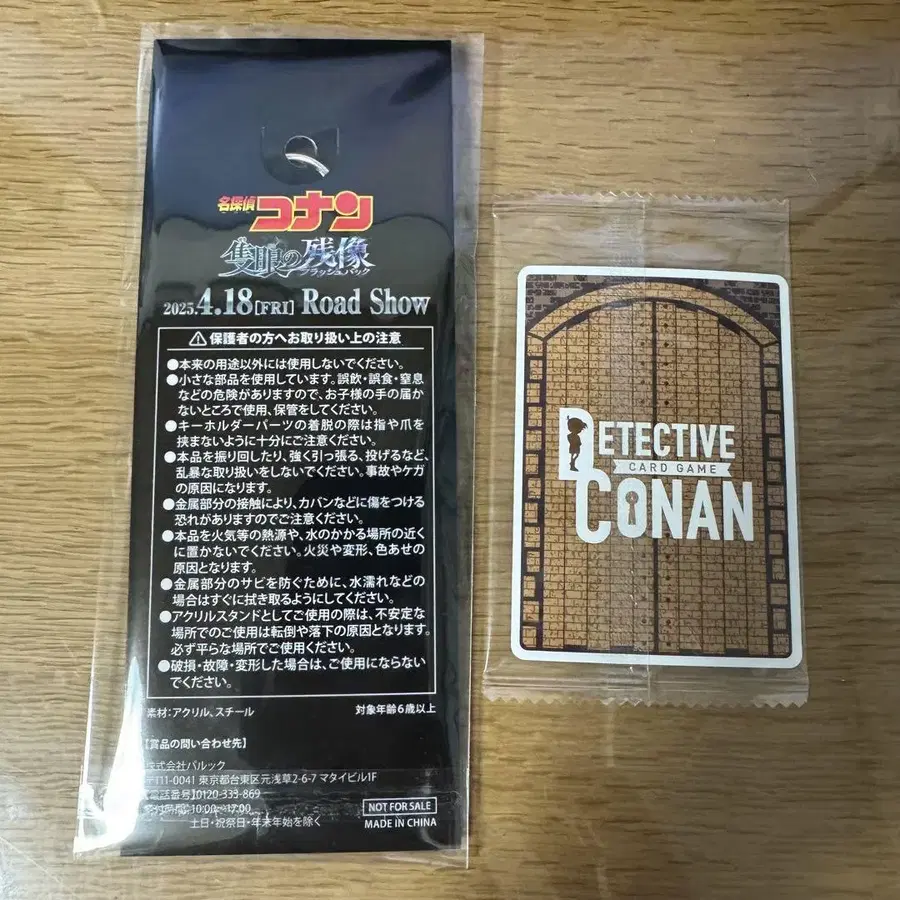 名探偵
コナン
隻眼の残像
フラッシュバック
2025.4.18[FRI] Road Show
⚠保護者の方へお取り扱い上の注意
●本来の用途以外には使用しないでください。
●小さな部品を使用しています。誤飲・誤食・窒息
などの危険がありますので、お子様の手の届か
ないところで使用、保管をしてください。
●キーホルダーパーツの着脱の際は指や爪を
挟まないように十分にご注意ください。
●本品を振り回したり、強く引っ張る、投げるなど、
乱暴な取り扱いをしないでください。事故やケガ
の原因になります。
●金属部分の接触により、カバンなどに傷をつける
恐れがありますのでご注意ください。
●本品を火気等の熱源や、水のかかる場所の近く
に置かないでください。火災や変形、色あせの
原因となります。
●金属部分のサビを防ぐために、水濡れなどの
場合はすぐに拭き取るようにしてください。
●アクリルスタンドとしてご使用の際は、不安定な
場所でのご使用は転倒や落下の原因となります。
必ず平らな場所でご使用ください。
●破損・故障・変形した場合は、ご使用にならない
でください。
素材:アクリル、スチール
対象年齢6歳以上
【賞品の問い合わせ先】
株式会社パルック
〒111-0041 東京都台東区元浅草2-6-7 マタイビル1F
【電話番号】0120-333-869
受付時間:10:00~17:00
土日・祝祭日・年末年始を除く
NOT FOR SALE
MADE IN CHINA
DETECTIVE
CARD GAME
CONAN